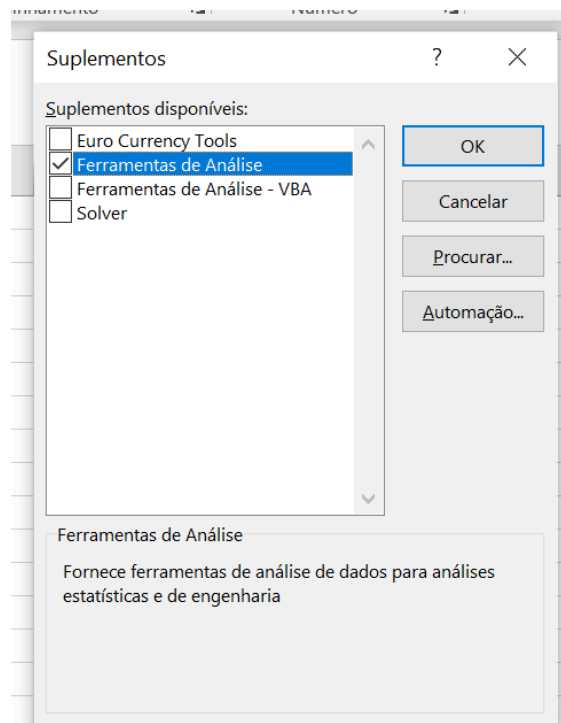 Suplementos
?
Suplementos disponíveis:
Euro Currency Tools
Ferramentas de Análise
Ferramentas de Análise - VBA
Solver
OK
Cancelar
Procurar...
Automação...
Ferramentas de Análise
Fornece ferramentas de análise de dados para análises
estatísticas e de engenharia